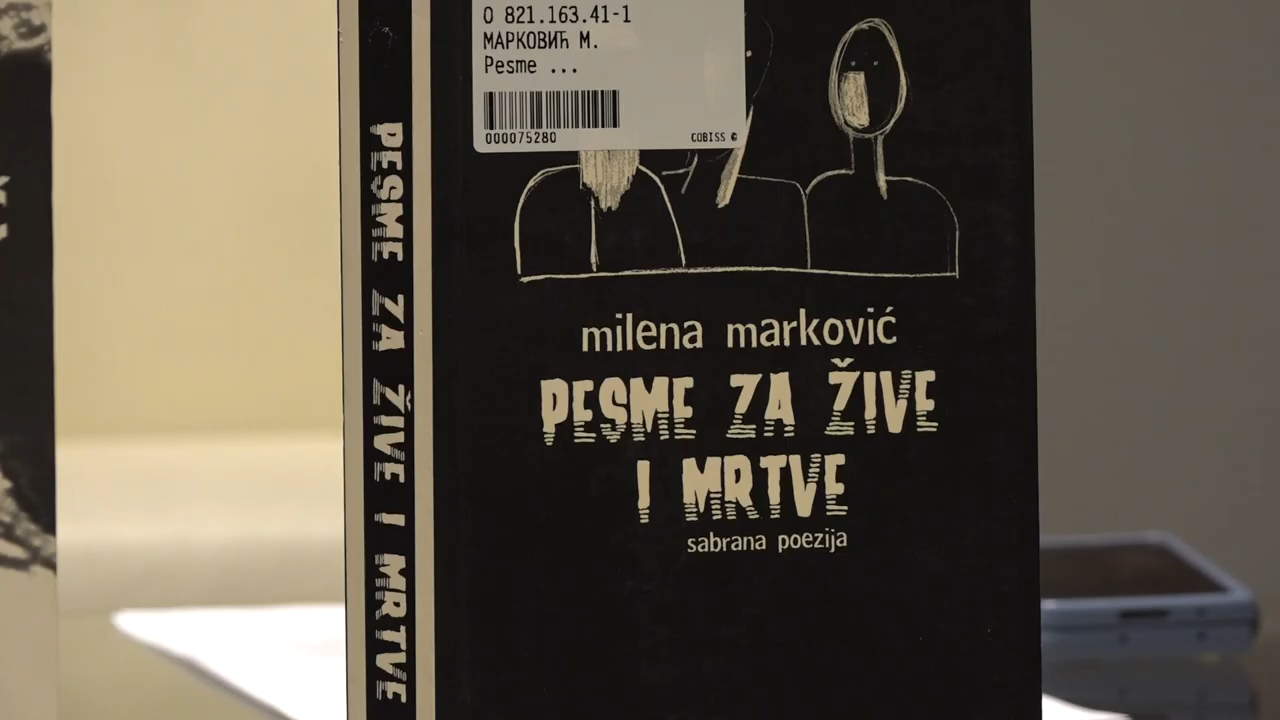 O 821.163.41-1
МАРКОВИЋ М.
Pesme ...
000075280
COBISS ©
milena marković
PESME ZA ŽIVE
I MRTVE
sabrana poezija
PESME ZA ŽIVE I MRTVE